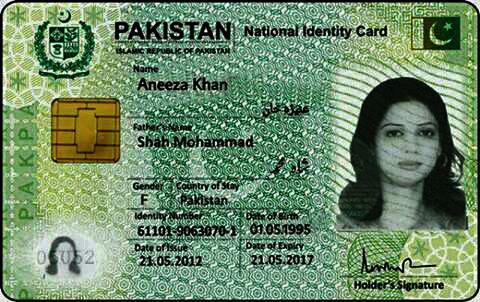 PAKISTAN National Identity Card
ISLAMIC REPUBLIC OF PAKISTAN
Name
Aneeza Khan
عنیزہ خان
Father's Name
Shah Mohammad
شاہ محمد
Gender Country of Stay
F Pakistan
Identity Number Date of Birth
61101-9063070-1 01.05.1995
Date of Issue Date of Expiry
21.05.2012 21.05.2017
Holder's Signature